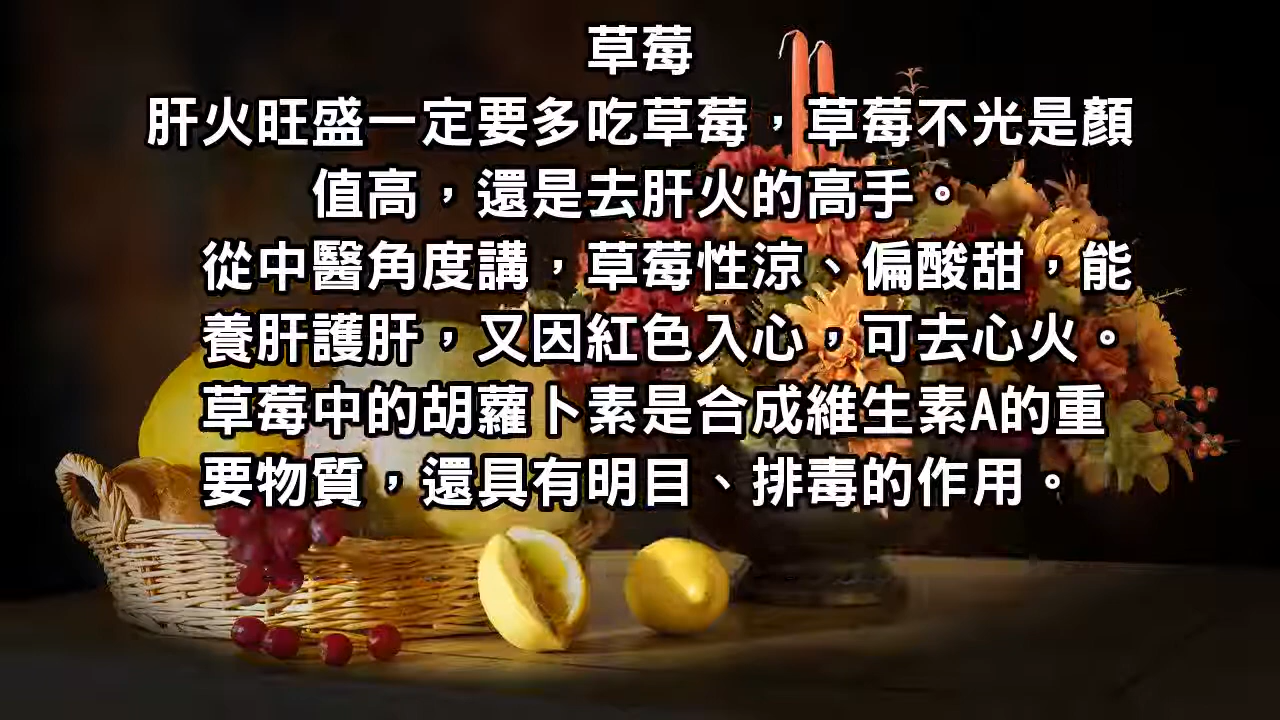 草莓
肝火旺盛一定要多吃草莓，草莓不光是顏
值高，還是去肝火的高手。
從中醫角度講，草莓性涼、偏酸甜，能
養肝護肝，又因紅色入心，可去心火。
草莓中的胡蘿卜素是合成維生素A的重
要物質，還具有明目、排毒的作用。